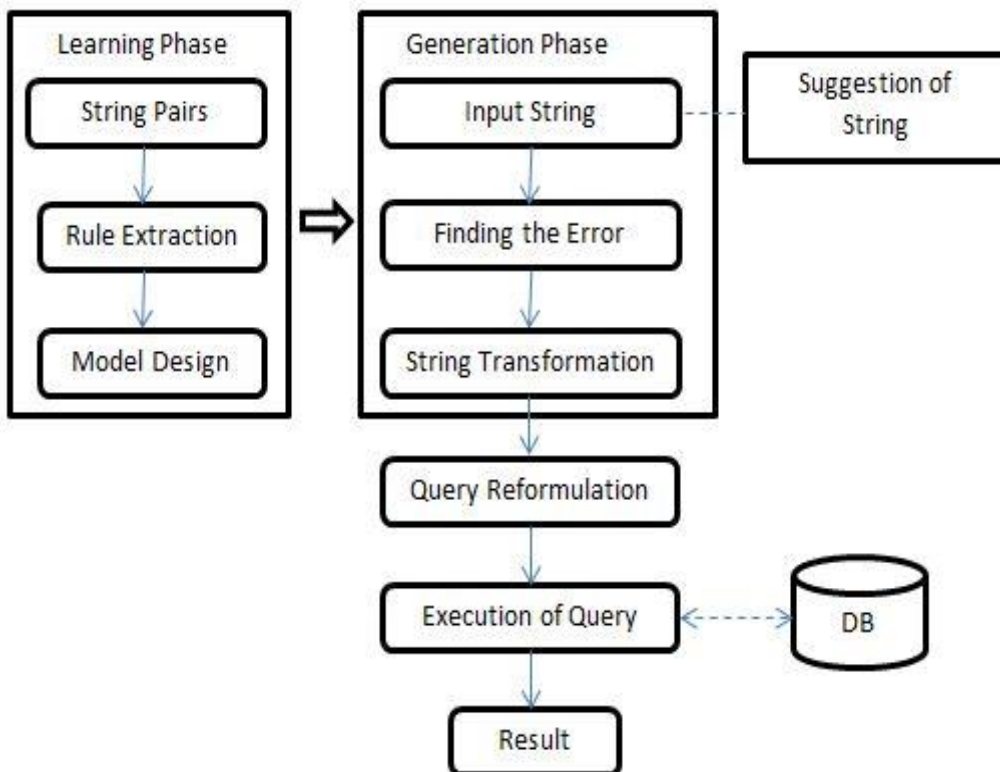 Learning Phase
String Pairs
Rule Extraction
Model Design
Generation Phase
Input String
Finding the Error
String Transformation
Suggestion of
String
Query Reformulation
Execution of Query
DB
Result